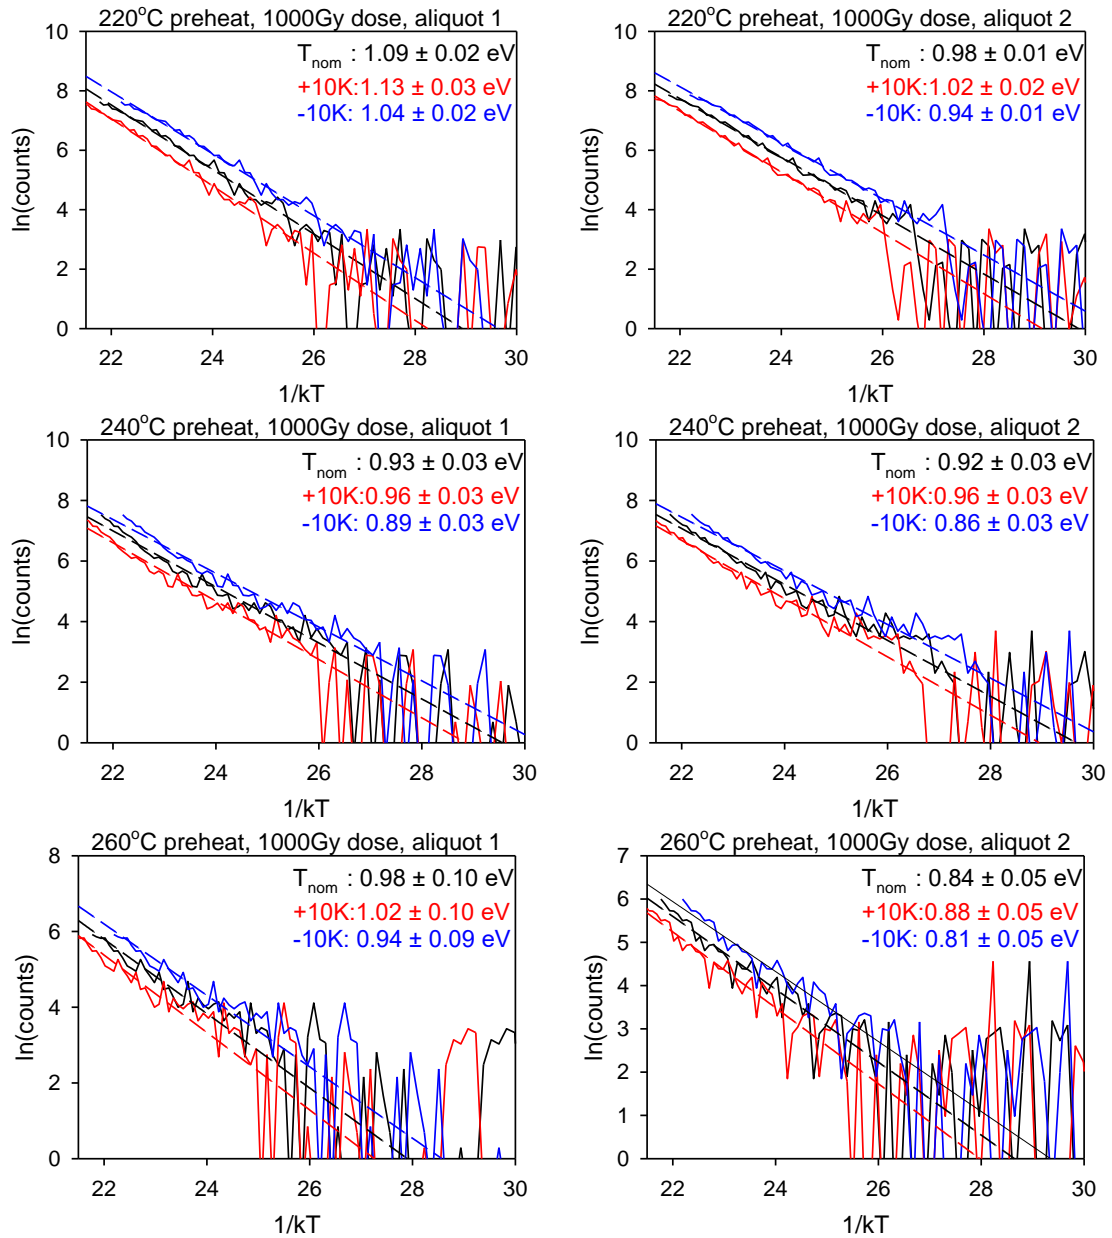 220°C preheat, 1000Gy dose, aliquot 1
10
8
6
4
2
0
ln(counts)
Tnom : 1.09 ± 0.02 eV
+10K:1.13 ± 0.03 eV
-10K: 1.04 ± 0.02 eV
22 24 26 28 30
1/kT
220°C preheat, 1000Gy dose, aliquot 2
10
8
6
4
2
0
ln(counts)
Tnom : 0.98 ± 0.01 eV
+10K:1.02 ± 0.02 eV
-10K: 0.94 ± 0.01 eV
22 24 26 28 30
1/kT
240°C preheat, 1000Gy dose, aliquot 1
10
8
6
4
2
0
ln(counts)
Tnom : 0.93 ± 0.03 eV
+10K:0.96 ± 0.03 eV
-10K: 0.89 ± 0.03 eV
22 24 26 28 30
1/kT
240°C preheat, 1000Gy dose, aliquot 2
10
8
6
4
2
0
ln(counts)
Tnom : 0.92 ± 0.03 eV
+10K:0.96 ± 0.03 eV
-10K: 0.86 ± 0.03 eV
22 24 26 28 30
1/kT
260°C preheat, 1000Gy dose, aliquot 1
8
6
4
2
0
ln(counts)
Tnom : 0.98 ± 0.10 eV
+10K:1.02 ± 0.10 eV
-10K: 0.94 ± 0.09 eV
22 24 26 28 30
1/kT
260°C preheat, 1000Gy dose, aliquot 2
7
6
5
4
3
2
1
0
ln(counts)
Tnom : 0.84 ± 0.05 eV
+10K:0.88 ± 0.05 eV
-10K: 0.81 ± 0.05 eV
22 24 26 28 30
1/kT